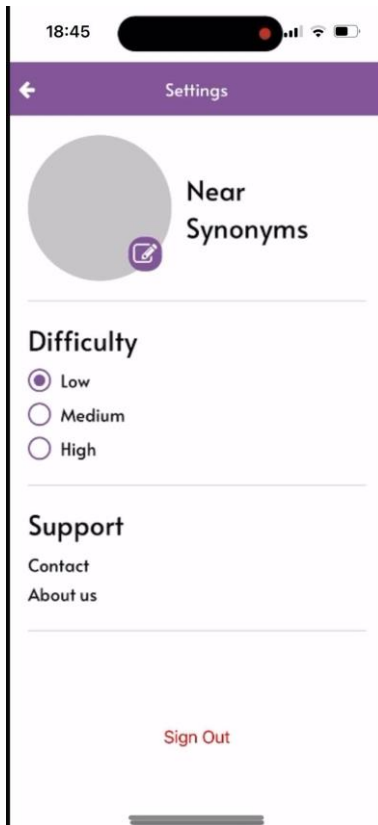 18:45
Settings
Near
Synonyms
Difficulty
Low
Medium
High
Support
Contact
About us
Sign Out